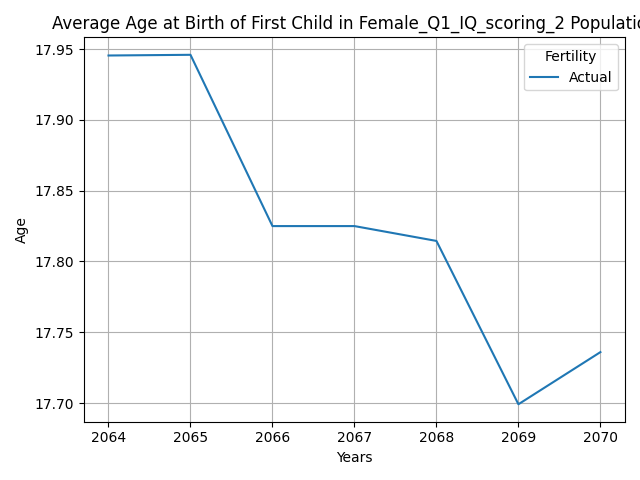 Average Age at Birth of First Child in Female_Q1_IQ_scoring_2 Populatio
Fertility
Actual
17.95
17.90
17.85
17.80
17.75
17.70
Age
2064 2065 2066 2067 2068 2069 2070
Years